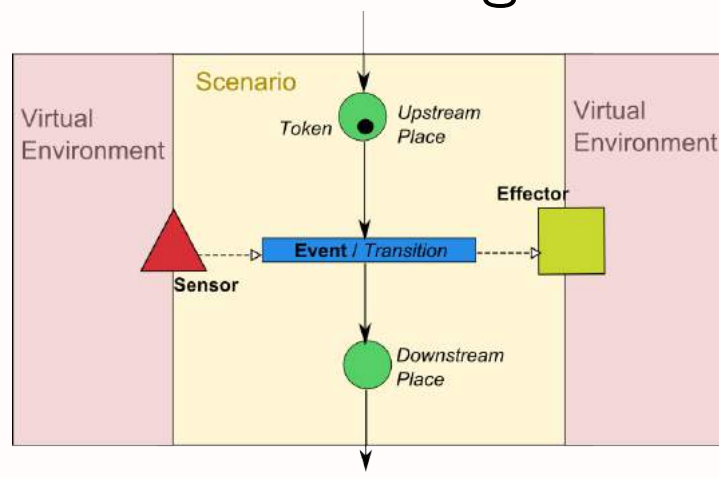 Scenario
Virtual
Environment
Token
Upstream
Place
Virtual
Environment
Effector
Event / Transition
Sensor
Downstream
Place